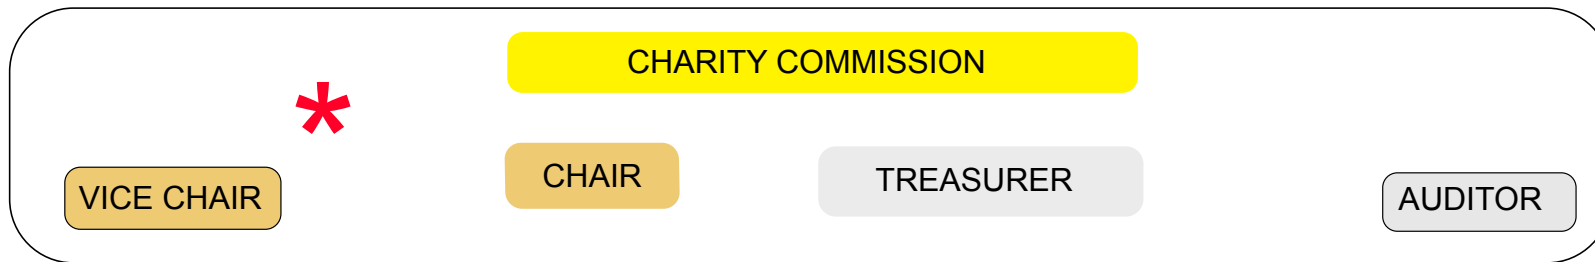 CHARITY COMMISSION
*
CHAIR
TREASURER
VICE CHAIR
AUDITOR